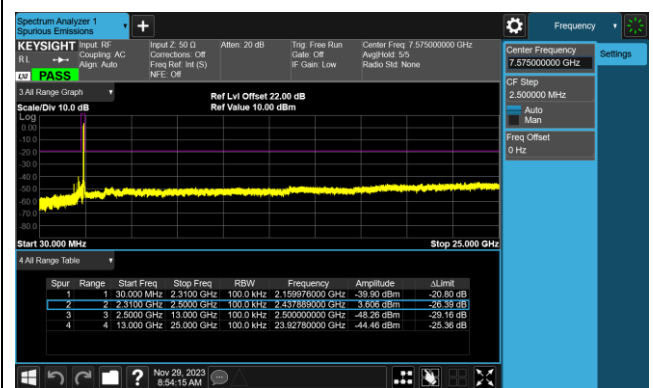 Spectrum Analyzer 1
Spurious Emissions
Frequency
KEYSIGHT Input: RF Input Z: 50 Ω Atten: 20 dB Trig: Free Run Center Freq: 7.575000000 GHz
RL Coupling: AC Corrections: Off Gate: Off Avg|Hold: 5/5
Align: Auto Freq Ref: Int (S) IF Gain: Low Radio Std: None
NFE: Off
LXI PASS
3 All Range Graph
Ref Lvl Offset 22.00 dB
Scale/Div 10.0 dB Ref Value 10.00 dBm
Log
0.00
-10.0
-20.0
-30.0
-40.0
-50.0
-60.0
-70.0
-80.0
Start 30.000 MHz Stop 25.000 GHz
4 All Range Table
Spur Range Start Freq Stop Freq RBW Frequency Amplitude ΔLimit
1 1 30.000 MHz 2.3100 GHz 100.0 kHz 2.159976000 GHz -39.90 dBm -20.80 dB
2 2 2.3100 GHz 2.5000 GHz 100.0 kHz 2.437889000 GHz 3.606 dBm -26.39 dB
3 3 2.5000 GHz 13.000 GHz 100.0 kHz 2.500000000 GHz -48.26 dBm -29.16 dB
4 4 13.000 GHz 25.000 GHz 100.0 kHz 23.92780000 GHz -44.46 dBm -25.36 dB
Center Frequency
7.575000000 GHz
Settings
CF Step
2.500000 MHz
Auto
Man
Freq Offset
0 Hz
Nov 29, 2023
8:54:15 AM